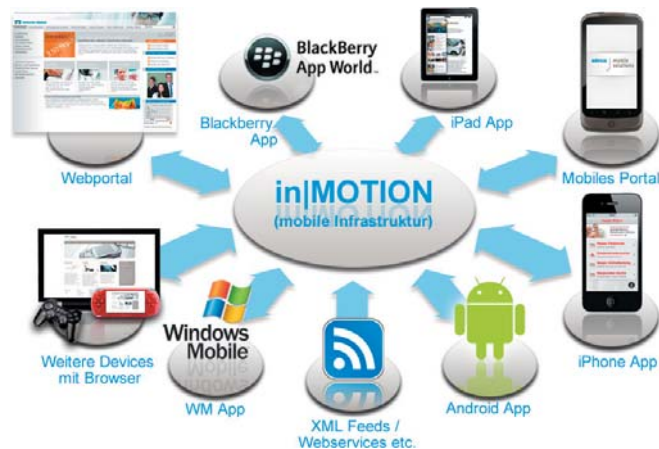 BlackBerry
App World™
Blackberry
App
iPad App
Webportal
Mobiles Portal
in|MOTION
(mobile Infrastruktur)
Weitere Devices
mit Browser
Windows
Mobile
WM App
XML Feeds /
Webservices etc.
Android App
iPhone App